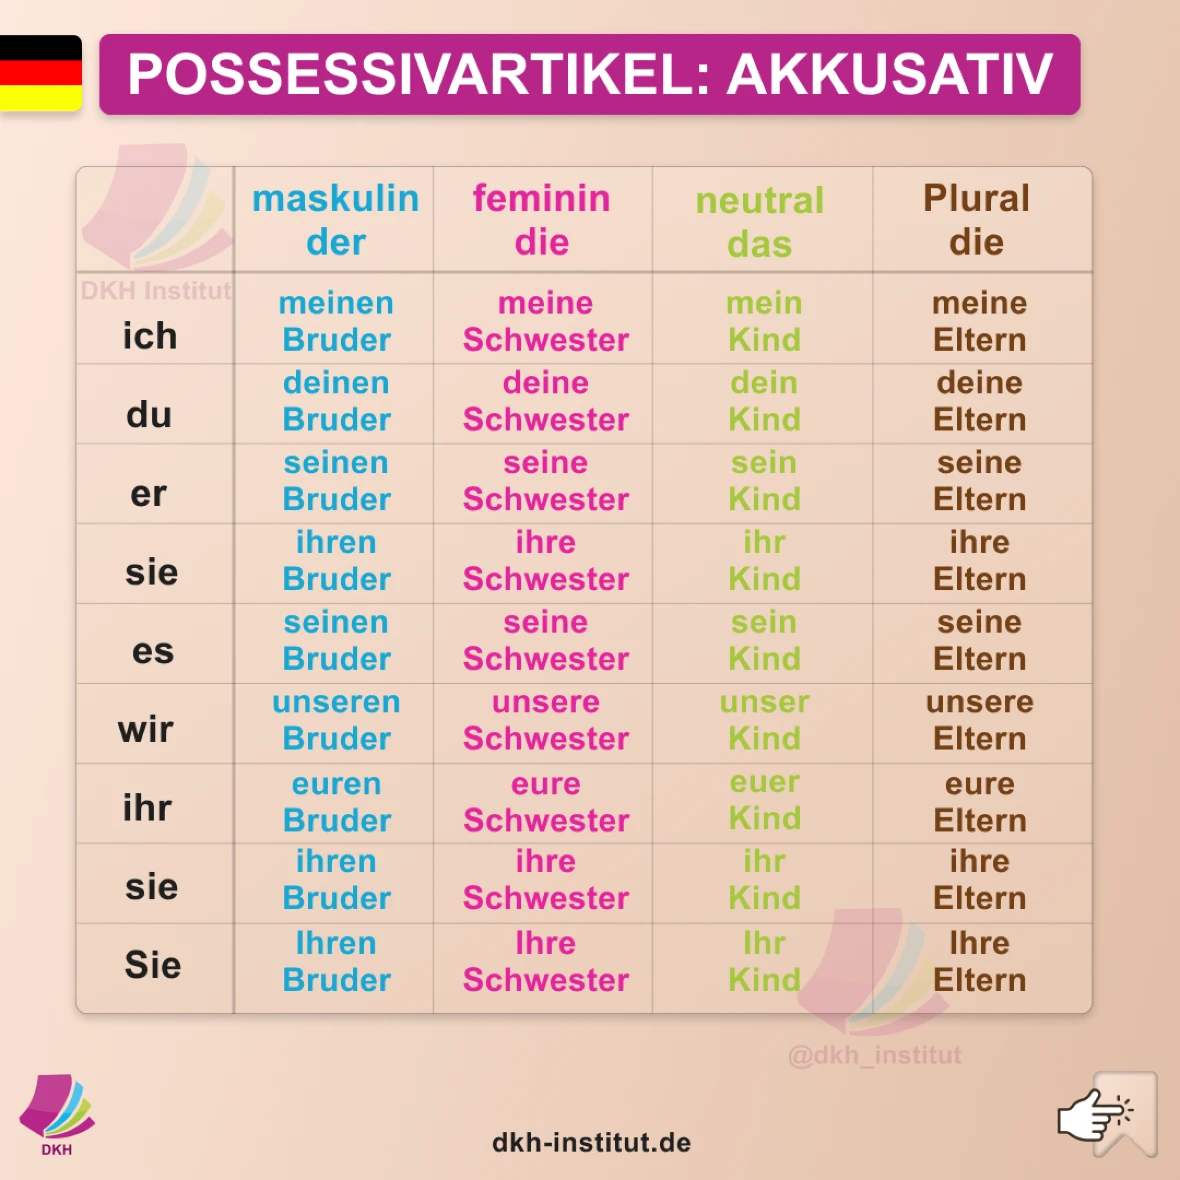 POSSESSIVARTIKEL: AKKUSATIV
maskulin feminin neutral Plural
der die das die
DKH Institut
meinen meine mein meine
ich Bruder Schwester Kind Eltern
deinen deine dein deine
du Bruder Schwester Kind Eltern
seinen seine sein seine
er Bruder Schwester Kind Eltern
ihren ihre ihr ihre
sie Bruder Schwester Kind Eltern
seinen seine sein seine
es Bruder Schwester Kind Eltern
unseren unsere unser unsere
wir Bruder Schwester Kind Eltern
euren eure euer eure
ihr Bruder Schwester Kind Eltern
ihren ihre ihr ihre
sie Bruder Schwester Kind Eltern
Ihren Ihre Ihr Ihre
Sie Bruder Schwester Kind Eltern
@dkh_institut
DKH
dkh-institut.de